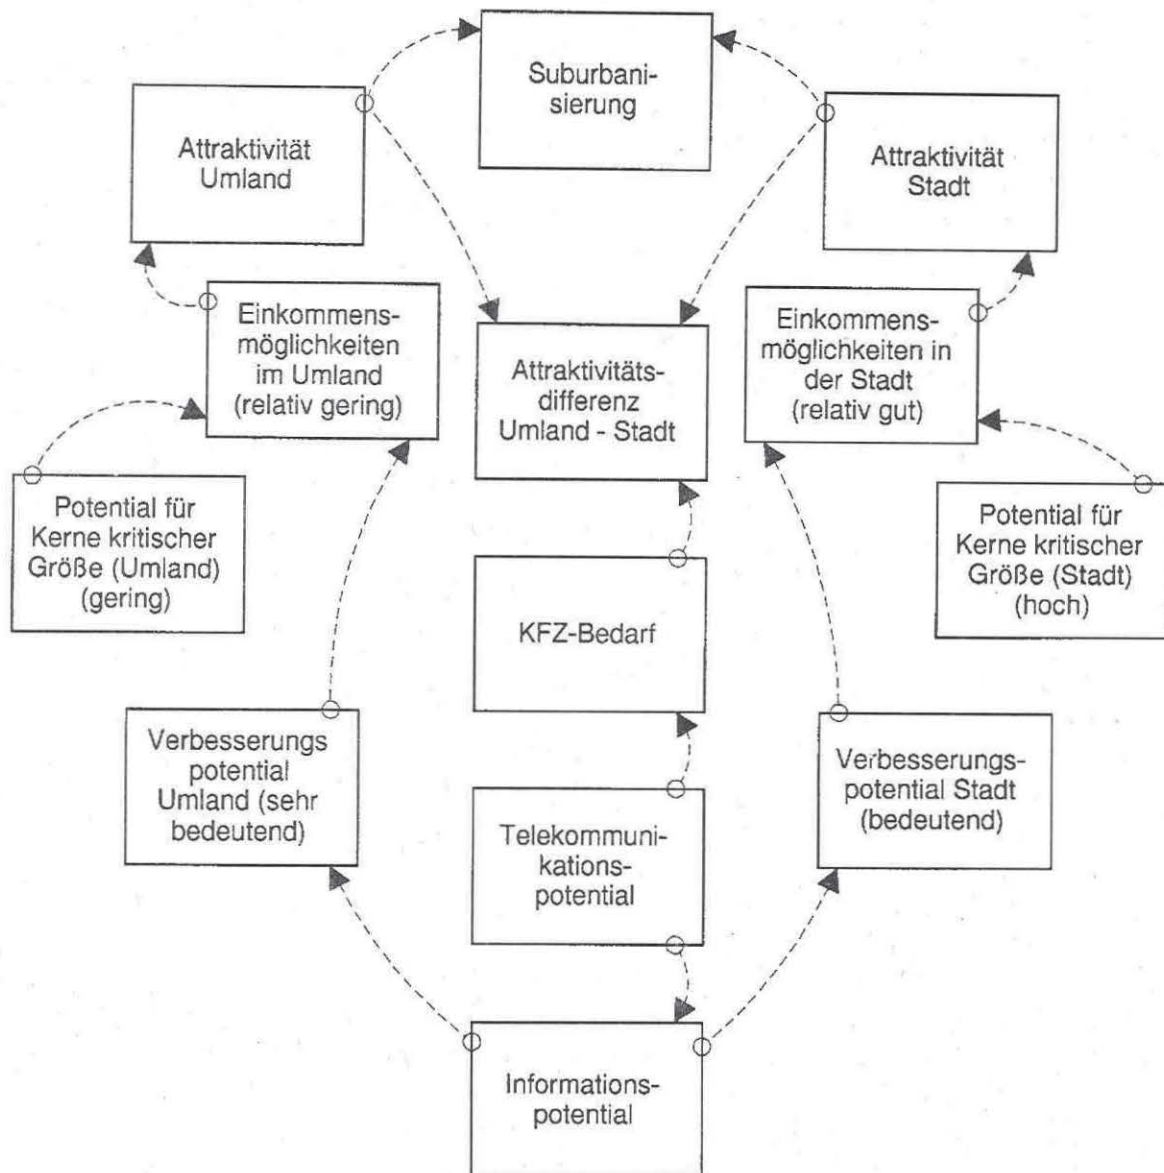 Suburbani-
sierung
Attraktivität
Umland
Attraktivität
Stadt
Einkommens-
möglichkeiten
im Umland
(relativ gering)
Attraktivitäts-
differenz
Umland - Stadt
Einkommens-
möglichkeiten in
der Stadt
(relativ gut)
Potential für
Kerne kritischer
Größe (Umland)
(gering)
Potential für
Kerne kritischer
Größe (Stadt)
(hoch)
KFZ-Bedarf
Verbesserungs
potential
Umland (sehr
bedeutend)
Telekommuni-
kations-
potential
Verbesserungs-
potential Stadt
(bedeutend)
Informations-
potential